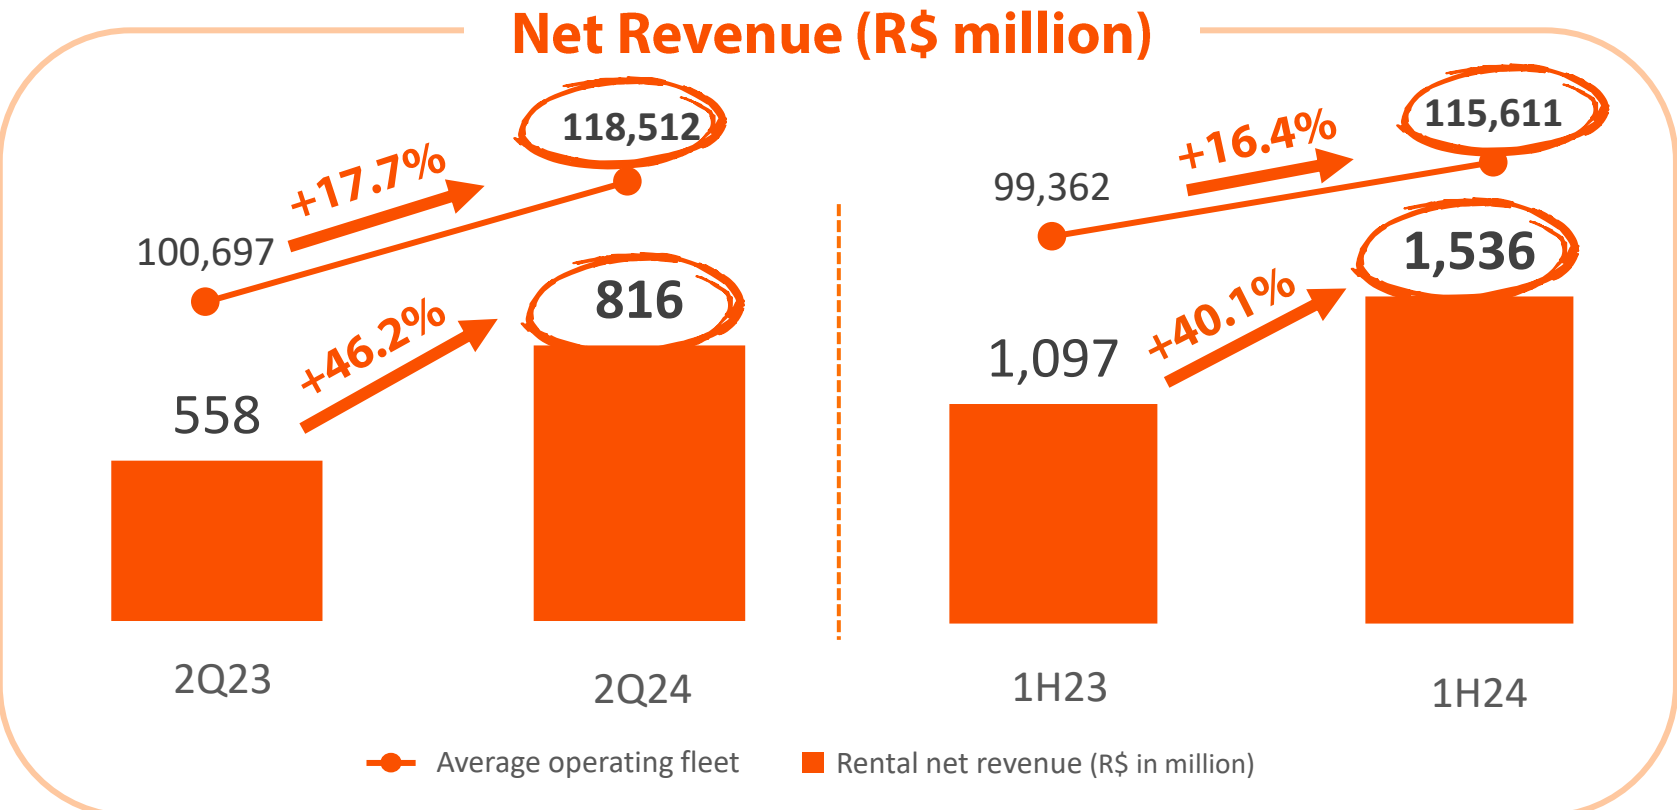 Net Revenue (R$ million)
118,512
+17.7%
100,697
816
+46.2%
558
2Q23
2Q24
115,611
+16.4%
99,362
1,536
+40.1%
1,097
1H23
1H24
Average operating fleet
Rental net revenue (R$ in million)